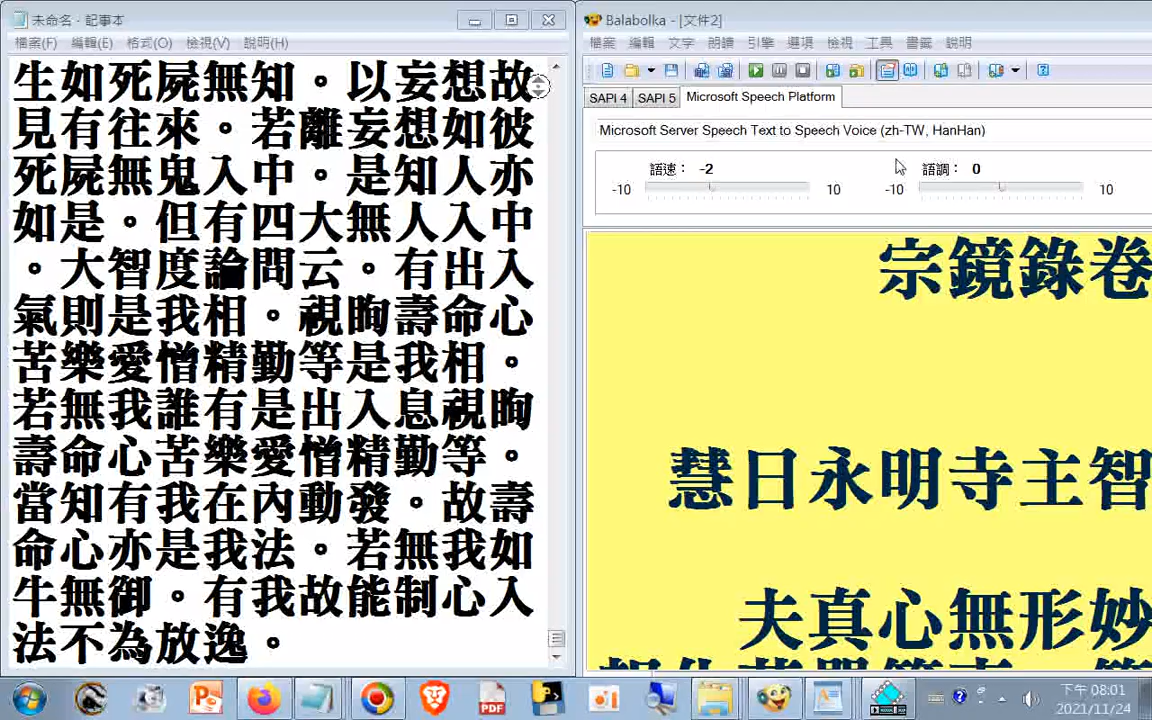 未命名 - 記事本
檔案(F) 編輯(E) 格式(O) 檢視(V) 說明(H)
生如死屍無知。以妄想故
見有往來。若離妄想如彼
死屍無鬼入中。是知人亦
如是。但有四大無人入中
。大智度論問云。有出入
氣則是我相。視眴壽命心
苦樂愛憎精勤等是我相。
若無我誰有是出入息視眴
壽命心苦樂愛憎精勤等。
當知有我在內動發。故壽
命心亦是我法。若無我如
牛無御。有我故能制心入
法不為放逸。
Balabolka - [文件2]
檔案 編輯 文字 朗讀 引擎 選項 檢視 工具 書籤 說明
SAPI 4 SAPI 5 Microsoft Speech Platform
Microsoft Server Speech Text to Speech Voice (zh-TW, HanHan)
語速： -2 語調： 0
-10 10 -10 10
宗鏡錄卷
慧日永明寺主智
夫真心無形妙
下午 08:01
2021/11/24